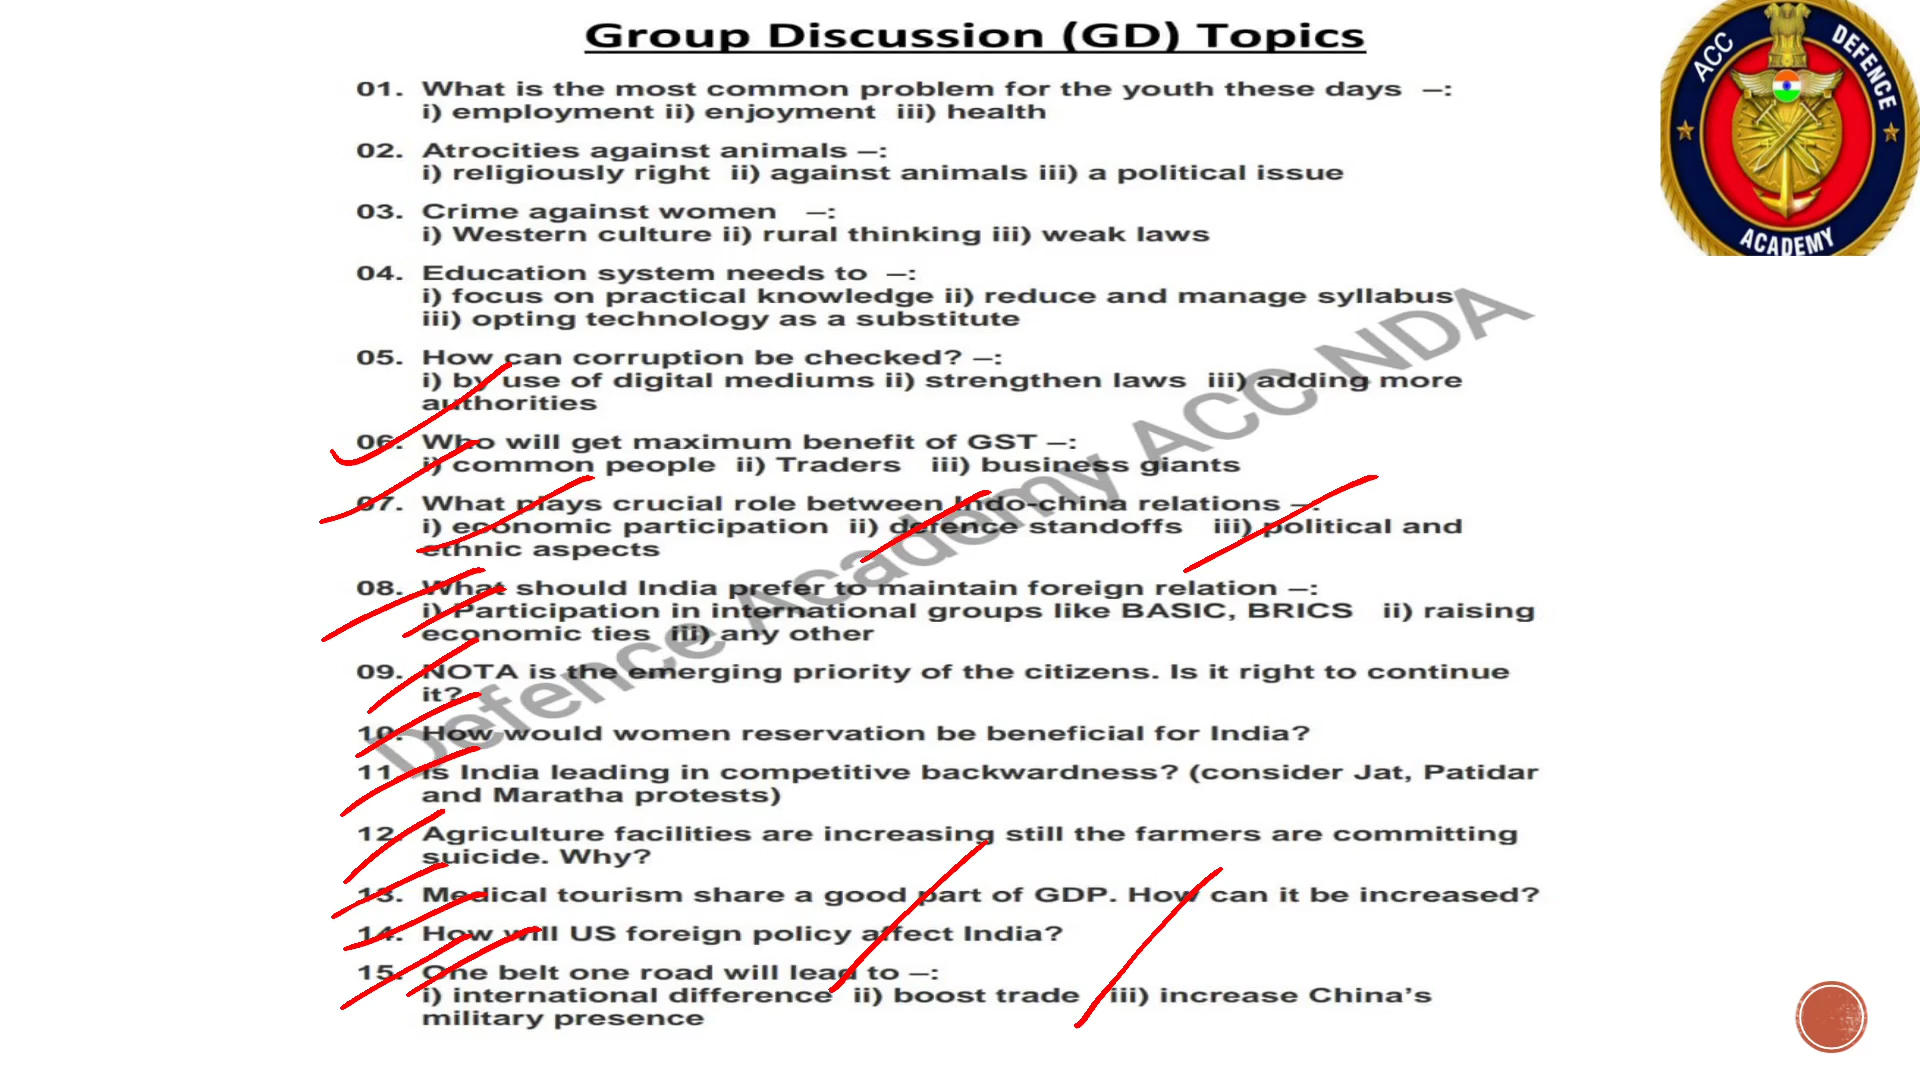 Group Discussion (GD) Topics
01. What is the most common problem for the youth these days –:
i) employment ii) enjoyment iii) health
02. Atrocities against animals –:
i) religiously right ii) against animals iii) a political issue
03. Crime against women –:
i) Western culture ii) rural thinking iii) weak laws
04. Education system needs to –:
i) focus on practical knowledge ii) reduce and manage syllabus
iii) opting technology as a substitute
05. How can corruption be checked? –:
i) by use of digital mediums ii) strengthen laws iii) adding more
authorities
06. Who will get maximum benefit of GST –:
i) common people ii) Traders iii) business giants
07. What plays crucial role between Indo-china relations –:
i) economic participation ii) defence standoffs iii) political and
ethnic aspects
08. What should India prefer to maintain foreign relation –:
i) Participation in international groups like BASIC, BRICS ii) raising
economic ties iii) any other
09. NOTA is the emerging priority of the citizens. Is it right to continue
it?
10. How would women reservation be beneficial for India?
11. Is India leading in competitive backwardness? (consider Jat, Patidar
and Maratha protests)
12. Agriculture facilities are increasing still the farmers are committing
suicide. Why?
13. Medical tourism share a good part of GDP. How can it be increased?
14. How will US foreign policy affect India?
15. One belt one road will lead to –:
i) international difference ii) boost trade iii) increase China's
military presence
Defence Academy ACC NDA
ACC DEFENCE
ACADEMY